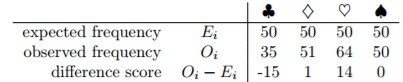 ♣ ♢ ♡ ♠
expected frequency E_i 50 50 50 50
observed frequency O_i 35 51 64 50
difference score O_i − E_i -15 1 14 0